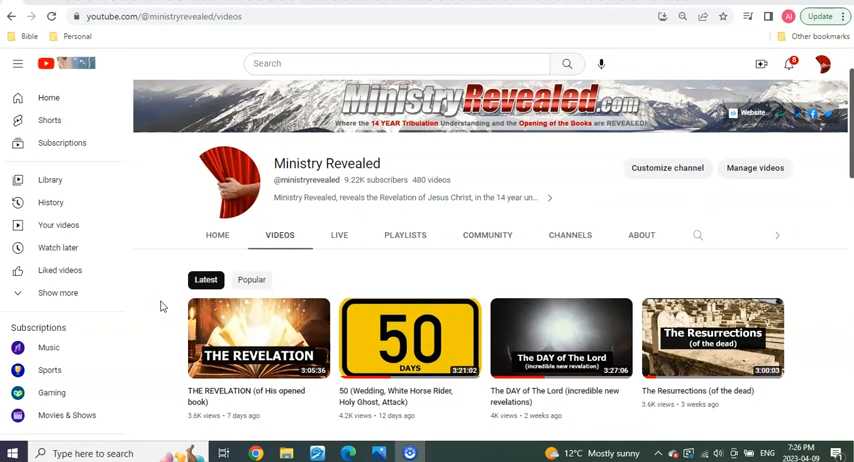 youtube.com/@ministryrevealed/videos
Update
Bible
Personal
Other bookmarks
Search
8
Home
Shorts
Subscriptions
Library
History
Your videos
Watch later
Liked videos
Show more
Subscriptions
Music
Sports
Gaming
Movies & Shows
MinistryRevealed.com
Where the 14 YEAR Tribulation Understanding and the Opening of the Books are REVEALED!
Website
Ministry Revealed
@ministryrevealed 9.22K subscribers 480 videos
Ministry Revealed, reveals the Revelation of Jesus Christ, in the 14 year un...
Customize channel
Manage videos
HOME
VIDEOS
LIVE
PLAYLISTS
COMMUNITY
CHANNELS
ABOUT
Latest
Popular
THE REVELATION
3:05:36
THE REVELATION (of His opened
book)
3.6K views • 7 days ago
50
DAYS
3:21:02
50 (Wedding, White Horse Rider,
Holy Ghost, Attack)
4.2K views • 12 days ago
The DAY of The Lord
(incredible new revelation)
3:27:06
The DAY of The Lord (incredible new
revelations)
4K views • 2 weeks ago
The Resurrections
(of the dead)
3:00:03
The Resurrections (of the dead)
3.6K views • 3 weeks ago
Type here to search
12°C Mostly sunny
ENG
7:26 PM
2023-04-09